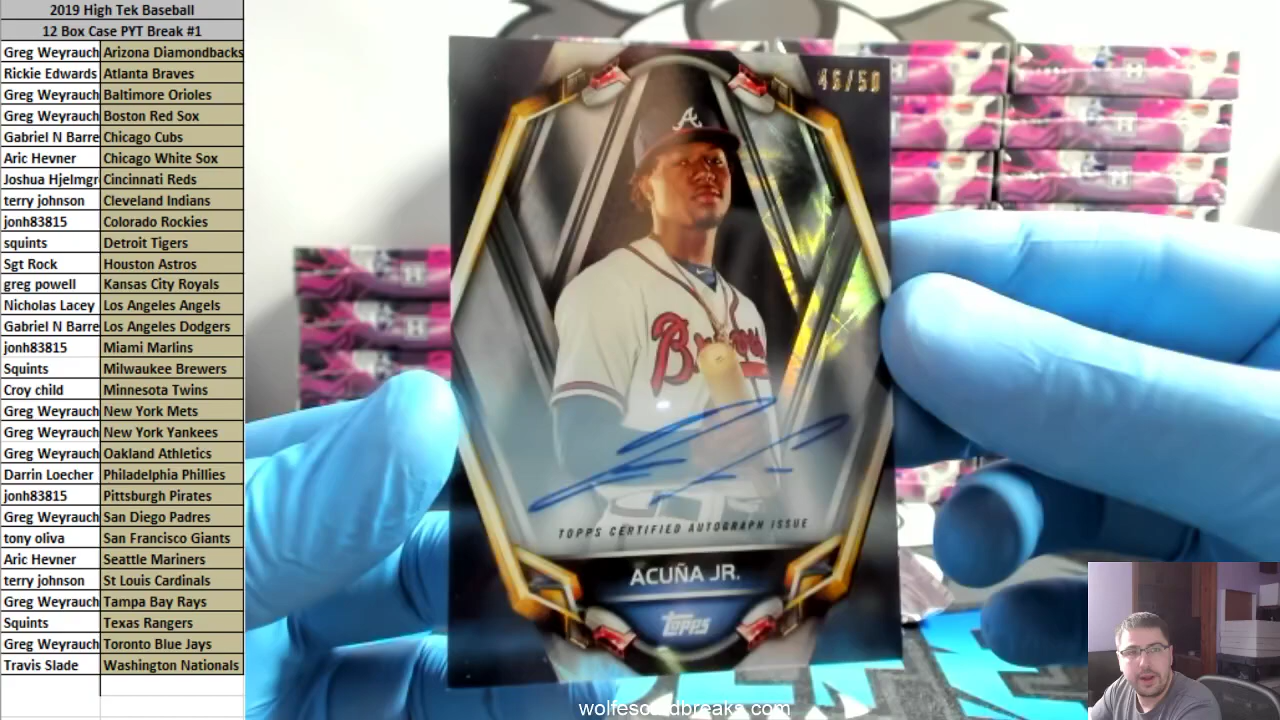 2019 High Tek Baseball
12 Box Case PYT Break #1
Greg Weyrauch Arizona Diamondbacks
Rickie Edwards Atlanta Braves
Greg Weyrauch Baltimore Orioles
Greg Weyrauch Boston Red Sox
Gabriel N Barre Chicago Cubs
Aric Hevner Chicago White Sox
Joshua Hjelmgr Cincinnati Reds
terry johnson Cleveland Indians
jonh83815 Colorado Rockies
squints Detroit Tigers
Sgt Rock Houston Astros
greg powell Kansas City Royals
Nicholas Lacey Los Angeles Angels
Gabriel N Barre Los Angeles Dodgers
jonh83815 Miami Marlins
Squints Milwaukee Brewers
Croy child Minnesota Twins
Greg Weyrauch New York Mets
Greg Weyrauch New York Yankees
Greg Weyrauch Oakland Athletics
Darrin Loecher Philadelphia Phillies
jonh83815 Pittsburgh Pirates
Greg Weyrauch San Diego Padres
tony oliva San Francisco Giants
Aric Hevner Seattle Mariners
terry johnson St Louis Cardinals
Greg Weyrauch Tampa Bay Rays
Squints Texas Rangers
Greg Weyrauch Toronto Blue Jays
Travis Slade Washington Nationals
A
TOPPS CERTIFIED AUTOGRAPH ISSUE
ACUÑA JR.
topps